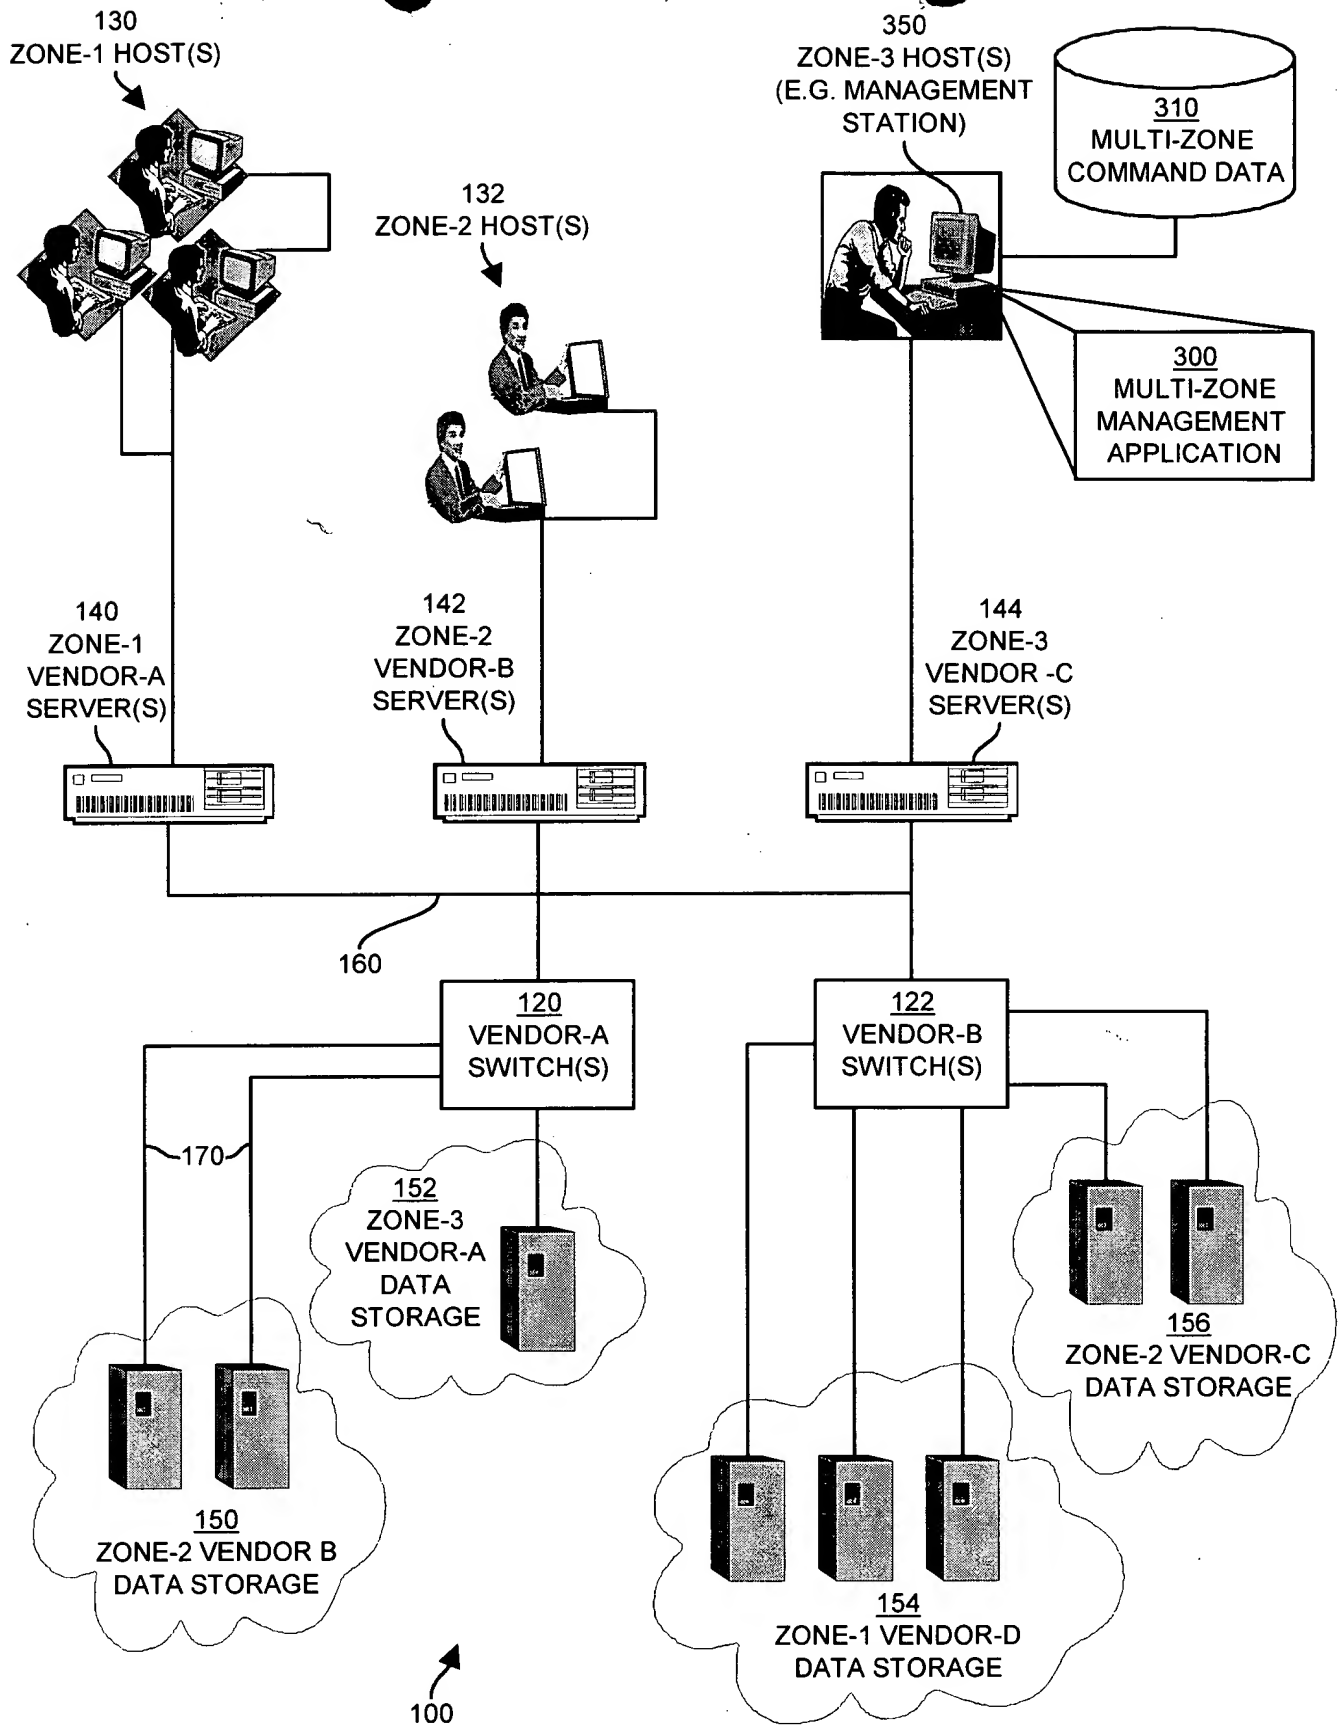 130
ZONE-1 HOST(S)
350
ZONE-3 HOST(S)
(E.G. MANAGEMENT
STATION)
310
MULTI-ZONE
COMMAND DATA
132
ZONE-2 HOST(S)
300
MULTI-ZONE
MANAGEMENT
APPLICATION
140
ZONE-1
VENDOR-A
SERVER(S)
142
ZONE-2
VENDOR-B
SERVER(S)
144
ZONE-3
VENDOR -C
SERVER(S)
160
120
VENDOR-A
SWITCH(S)
122
VENDOR-B
SWITCH(S)
170
152
ZONE-3
VENDOR-A
DATA
STORAGE
156
ZONE-2 VENDOR-C
DATA STORAGE
150
ZONE-2 VENDOR B
DATA STORAGE
154
ZONE-1 VENDOR-D
DATA STORAGE
100